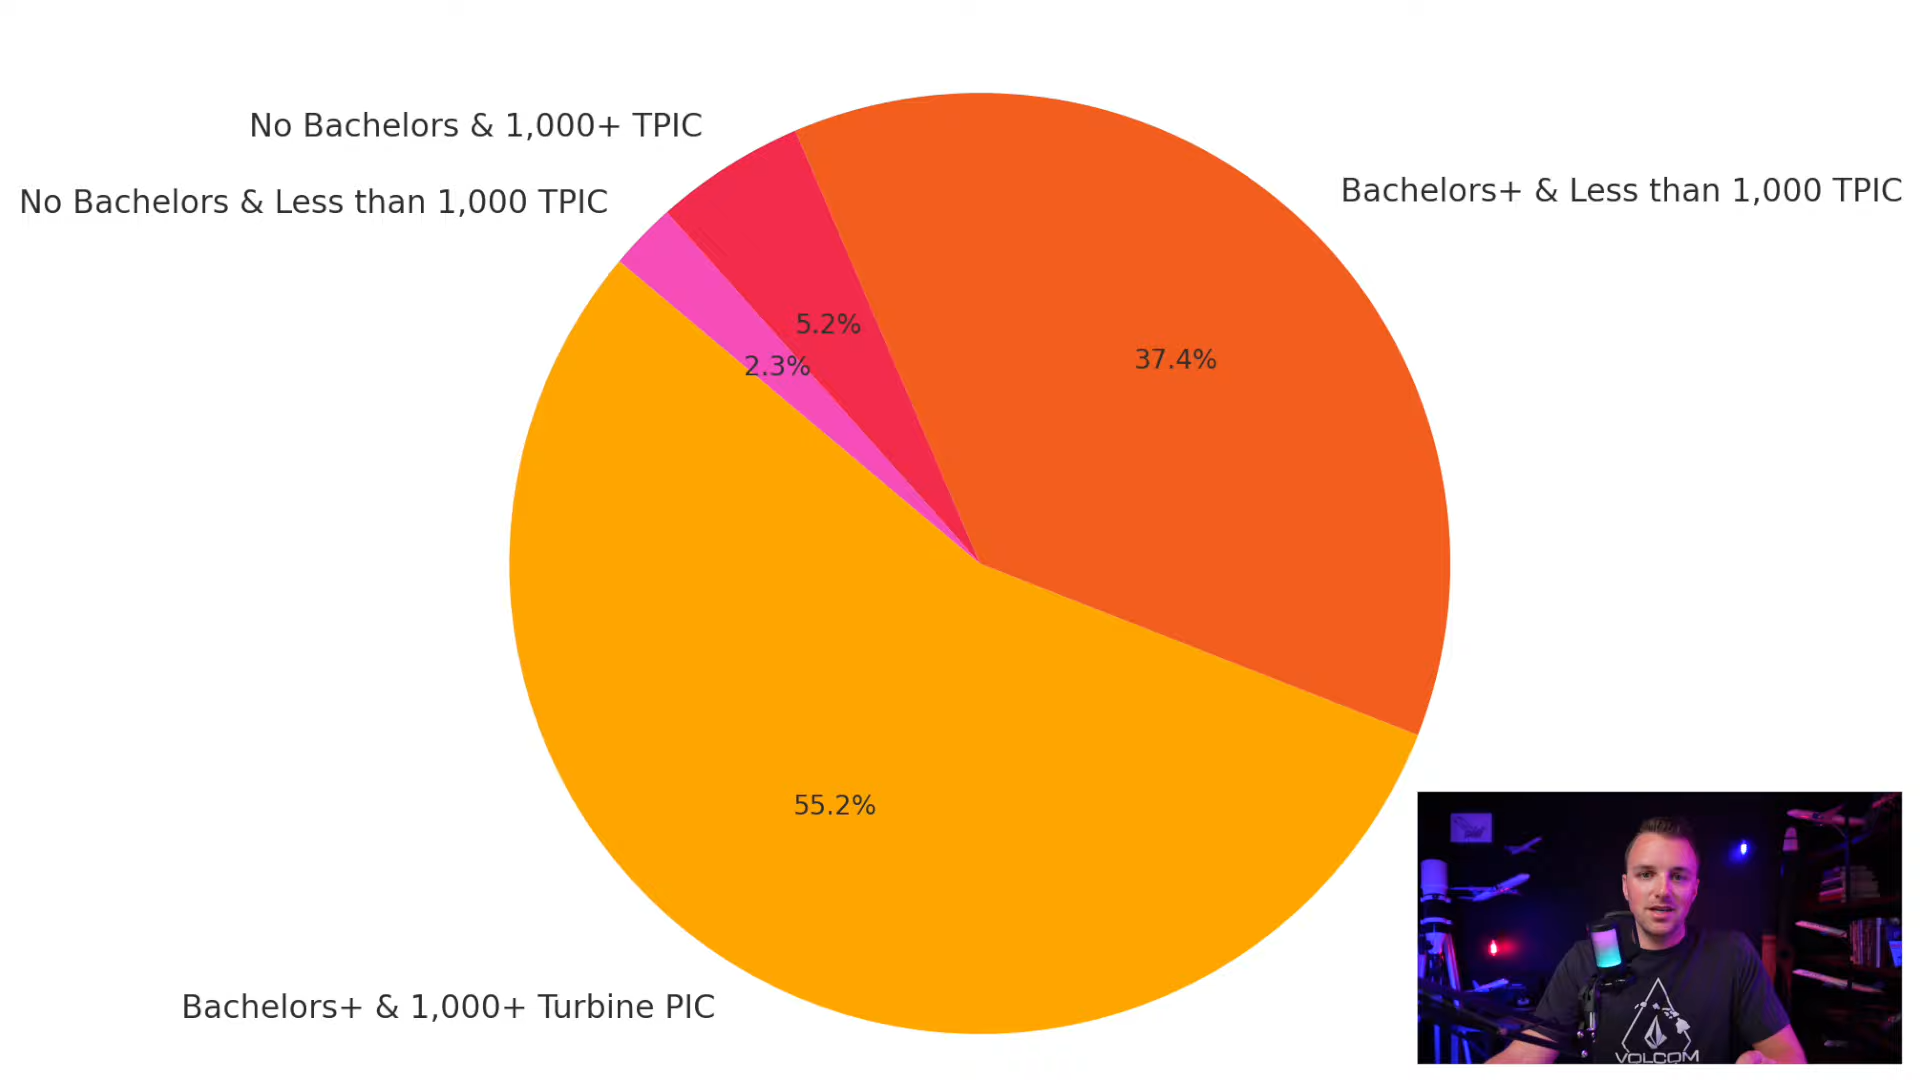 No Bachelors & 1,000+ TPIC
No Bachelors & Less than 1,000 TPIC
Bachelors+ & Less than 1,000 TPIC
5.2%
2.3%
37.4%
55.2%
Bachelors+ & 1,000+ Turbine PIC
VOLCOM